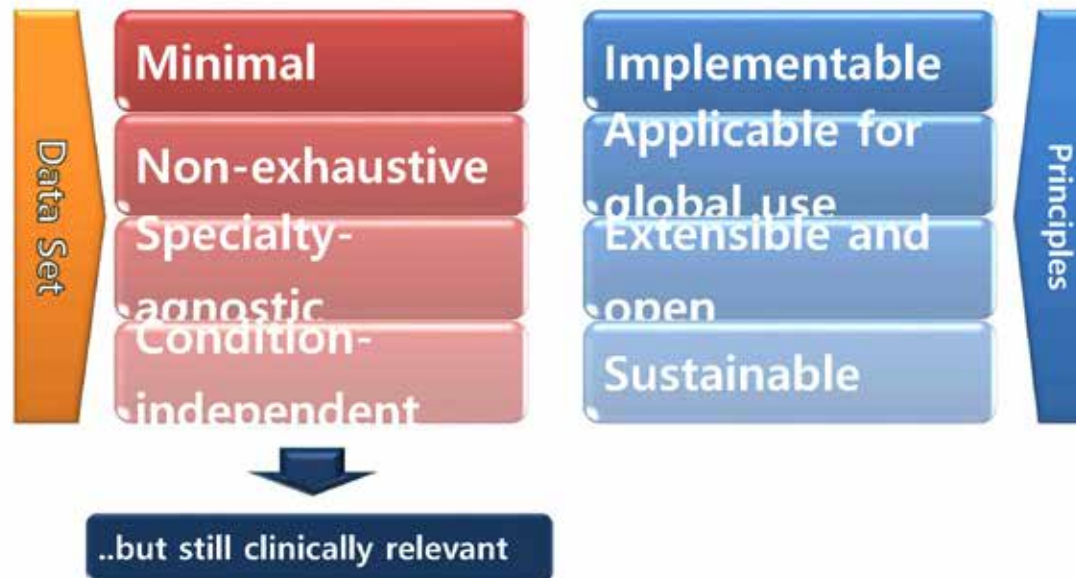 Data Set
Minimal
Non-exhaustive
Specialty-
agnostic
Condition-
independent
..but still clinically relevant
Implementable
Applicable for
global use
Extensible and
open
Sustainable
Principles